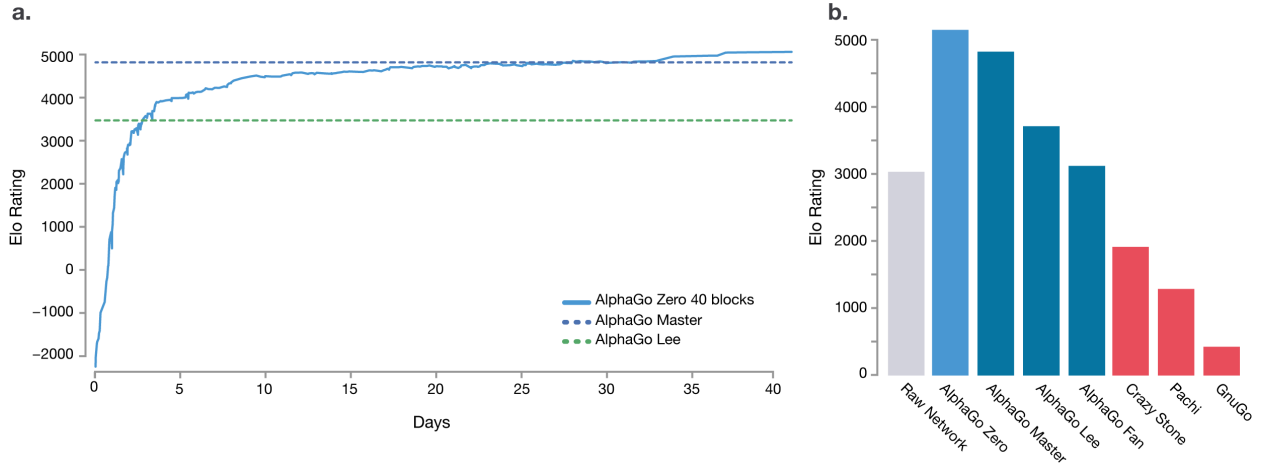 a.
5000
4000
3000
2000
1000
0
−1000
−2000
Elo Rating
0 5 10 15 20 25 30 35 40
Days
AlphaGo Zero 40 blocks
AlphaGo Master
AlphaGo Lee
b.
5000
4000
3000
2000
1000
0
Elo Rating
Raw Network
AlphaGo Zero
AlphaGo Master
AlphaGo Lee
AlphaGo Fan
Crazy Stone
Pachi
GnuGo